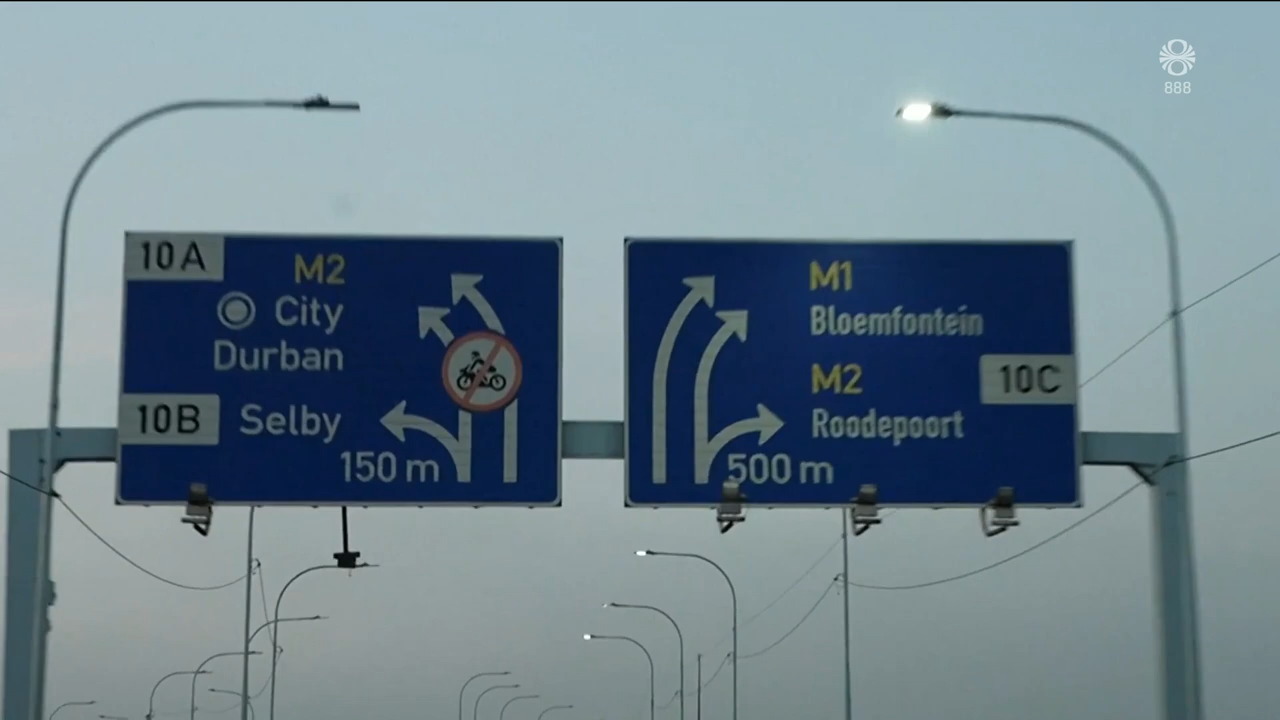 888
10A
M2
City
Durban
10B
Selby
150 m
M1
Bloemfontein
M2
10C
Roodepoort
500 m